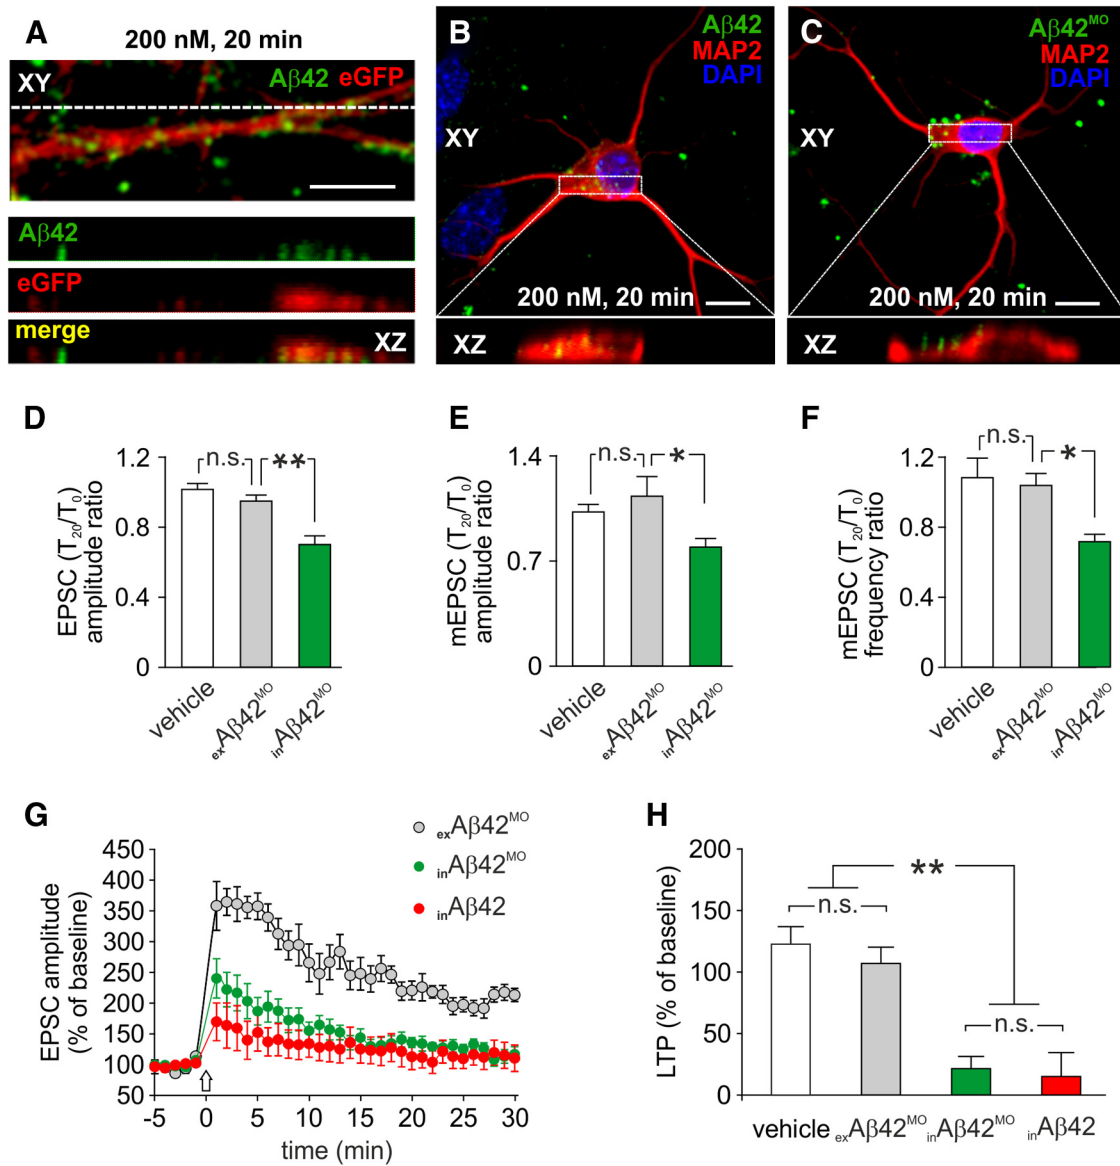 A
200 nM, 20 min
XY
Aβ42 eGFP
Aβ42
eGFP
merge
XZ
B
Aβ42
MAP2
DAPI
XY
200 nM, 20 min
XZ
C
Aβ42MO
MAP2
DAPI
XY
200 nM, 20 min
XZ
D
EPSC (T20/T0)
amplitude ratio
1.2
0.8
0.4
0
n.s.
**
vehicle
exAβ42MO
inAβ42MO
E
mEPSC (T20/T0)
amplitude ratio
1.4
0.7
0
n.s.
*
vehicle
exAβ42MO
inAβ42MO
F
mEPSC (T20/T0)
frequency ratio
1.2
0.8
0.4
0
n.s.
*
vehicle
exAβ42MO
inAβ42MO
G
EPSC amplitude
(% of baseline)
450
400
350
300
250
200
150
100
50
exAβ42MO
inAβ42MO
inAβ42
-5 0 5 10 15 20 25 30
time (min)
H
LTP (% of baseline)
200
150
100
50
0
**
n.s.
n.s.
vehicle exAβ42MO inAβ42MO inAβ42